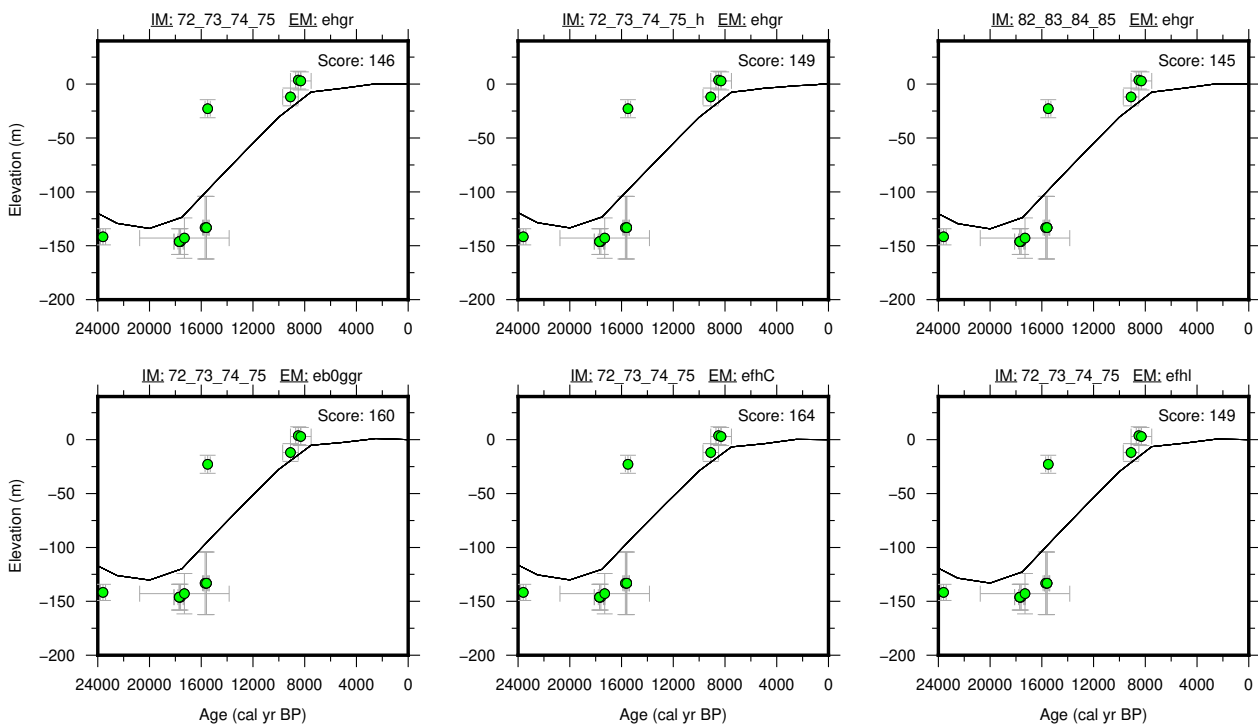 IM: 72_73_74_75 EM: ehgr
IM: 72_73_74_75_h EM: ehgr
IM: 82_83_84_85 EM: ehgr
Score: 146
Score: 149
Score: 145
Elevation (m)
0
−50
−100
−150
−200
0
−50
−100
−150
−200
0
−50
−100
−150
−200
24000 20000 16000 12000 8000 4000 0
24000 20000 16000 12000 8000 4000 0
24000 20000 16000 12000 8000 4000 0
IM: 72_73_74_75 EM: eb0ggr
IM: 72_73_74_75 EM: efhC
IM: 72_73_74_75 EM: efhl
Score: 160
Score: 164
Score: 149
Elevation (m)
0
−50
−100
−150
−200
0
−50
−100
−150
−200
0
−50
−100
−150
−200
24000 20000 16000 12000 8000 4000 0
24000 20000 16000 12000 8000 4000 0
24000 20000 16000 12000 8000 4000 0
Age (cal yr BP)
Age (cal yr BP)
Age (cal yr BP)